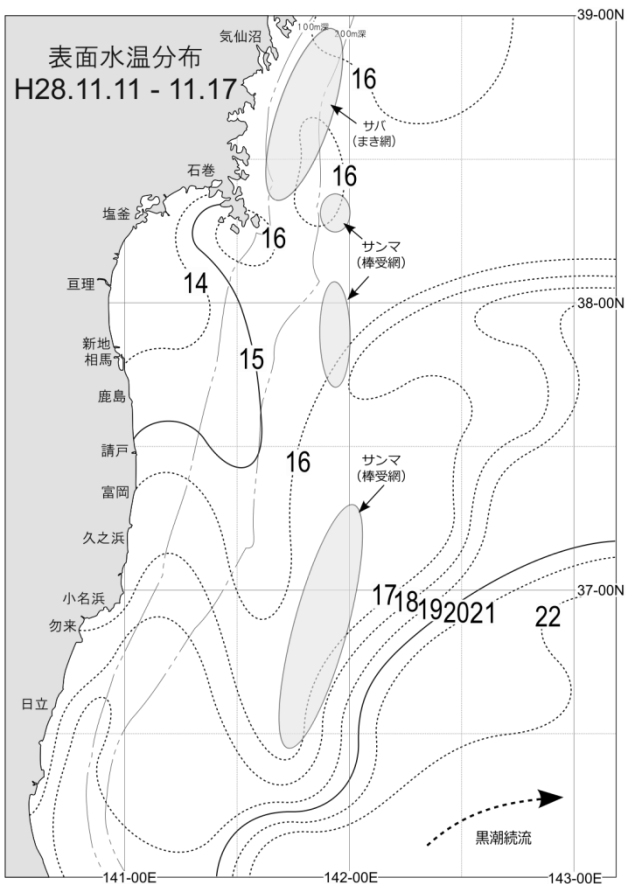 39-00N
気仙沼
100m深
300m深
表面水温分布
H28.11.11 - 11.17
16
サバ
(まき網)
石巻
16
塩釜
サンマ
(棒受網)
16
亘理
14
38-00N
新地
相馬
15
鹿島
請戸
16
サンマ
(棒受網)
富岡
久之浜
小名浜
37-00N
勿来
17
18
19
20
21
22
日立
黒潮続流
141-00E
142-00E
143-00E